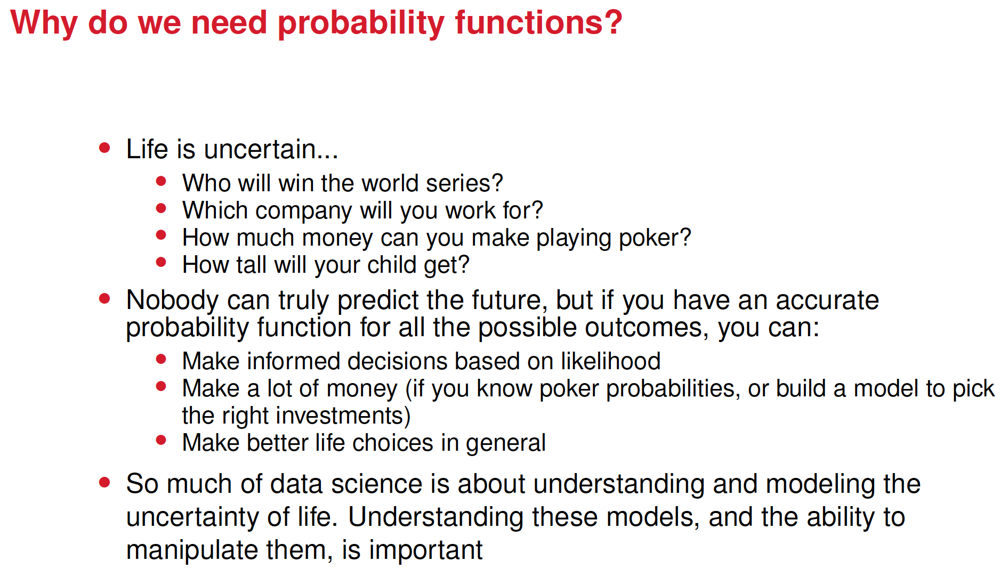 Why do we need probability functions?
Life is uncertain...
Who will win the world series?
Which company will you work for?
How much money can you make playing poker?
How tall will your child get?
Nobody can truly predict the future, but if you have an accurate
probability function for all the possible outcomes, you can:
Make informed decisions based on likelihood
Make a lot of money (if you know poker probabilities, or build a model to pick
the right investments)
Make better life choices in general
So much of data science is about understanding and modeling the
uncertainty of life. Understanding these models, and the ability to
manipulate them, is important